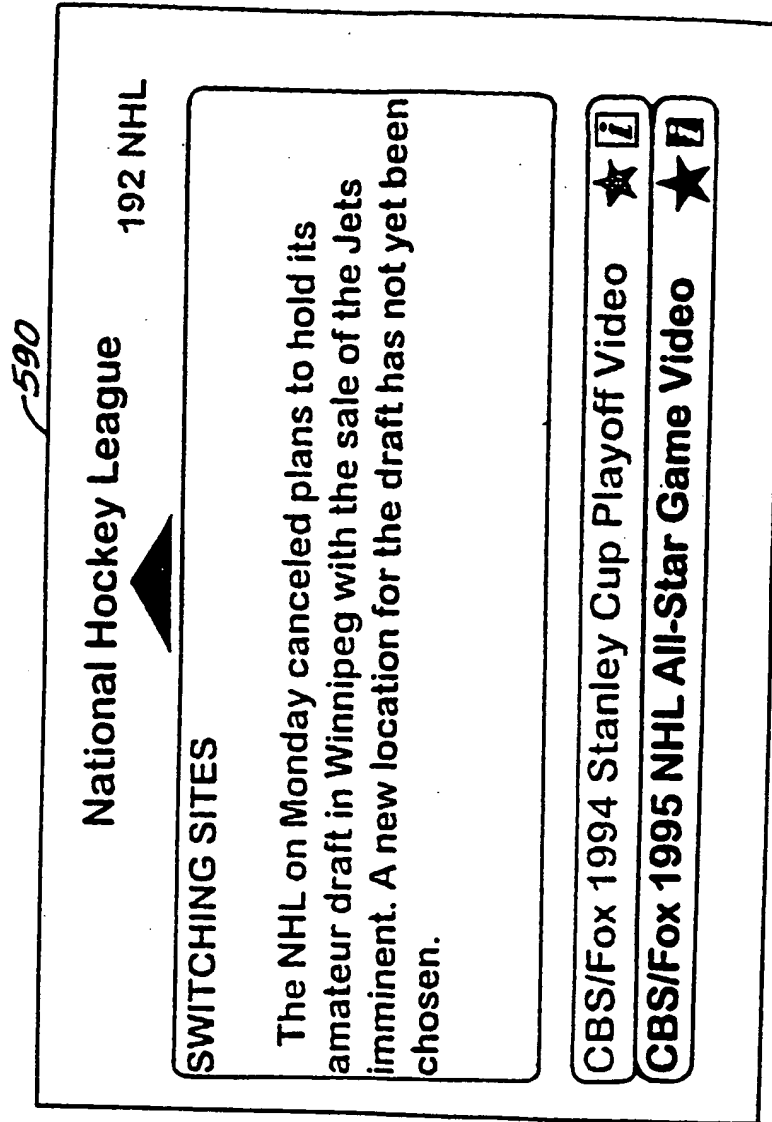 590
National Hockey League 192 NHL
SWITCHING SITES
The NHL on Monday canceled plans to hold its
amateur draft in Winnipeg with the sale of the Jets
imminent. A new location for the draft has not yet been
chosen.
CBS/Fox 1994 Stanley Cup Playoff Video i
CBS/Fox 1995 NHL All-Star Game Video i